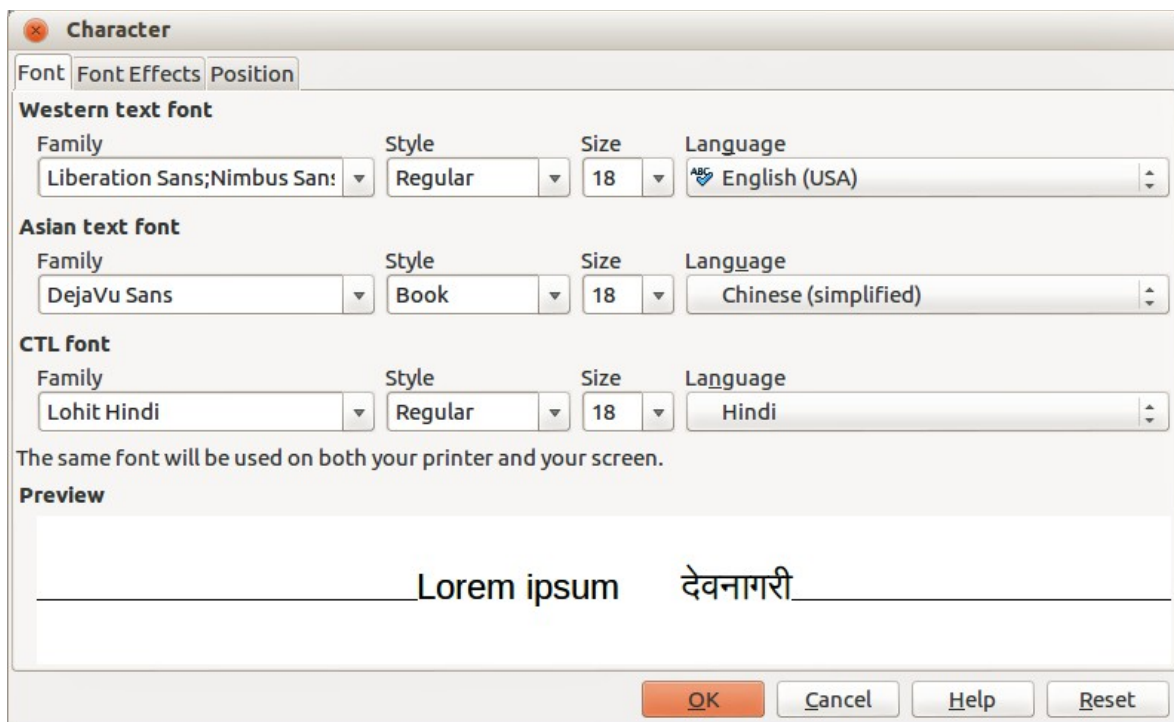 Character
Font Font Effects Position
Western text font
Family Style Size Language
Liberation Sans;Nimbus Sans Regular 18 ABC English (USA)
Asian text font
Family Style Size Language
DejaVu Sans Book 18 Chinese (simplified)
CTL font
Family Style Size Language
Lohit Hindi Regular 18 Hindi
The same font will be used on both your printer and your screen.
Preview
Lorem ipsum देवनागरी
OK Cancel Help Reset